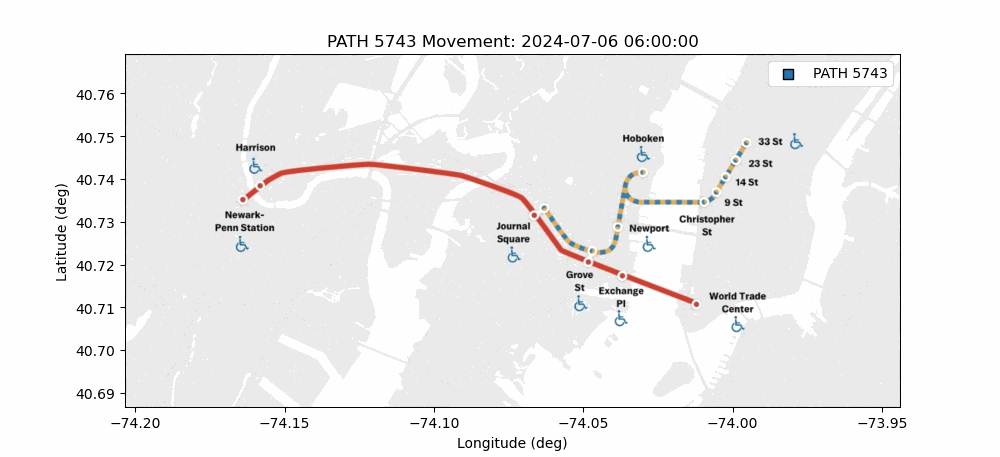 PATH 5743 Movement: 2024-07-06 06:00:00
PATH 5743
40.76
40.75
40.74
40.73
40.72
40.71
40.70
40.69
Latitude (deg)
Harrison
Newark-
Penn Station
Journal
Square
Hoboken
Newport
Grove
St
Exchange
Pl
World Trade
Center
Christopher
St
33 St
23 St
14 St
9 St
−74.20
−74.15
−74.10
−74.05
−74.00
−73.95
Longitude (deg)